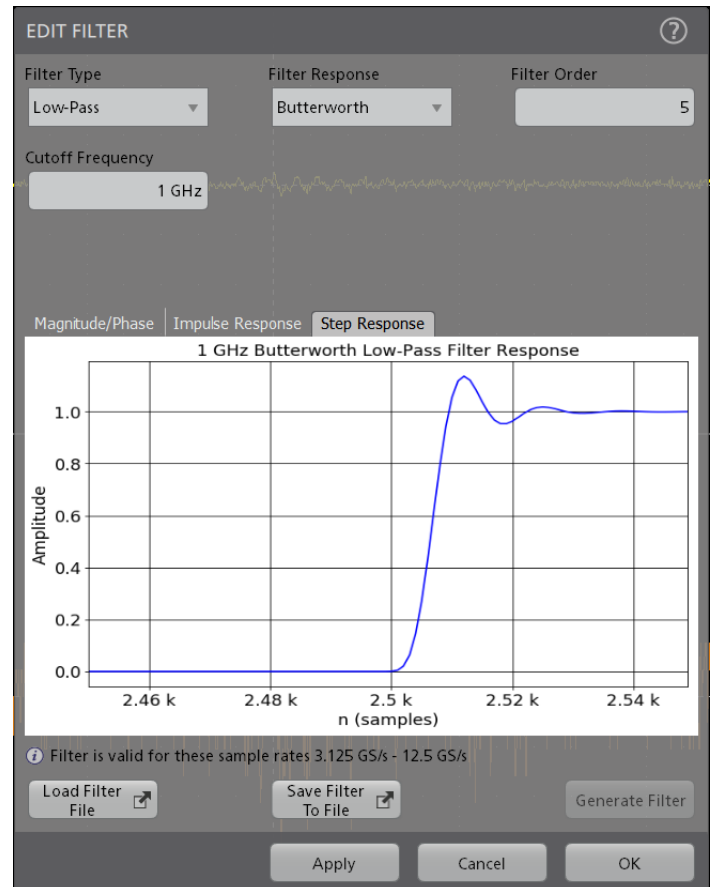 EDIT FILTER
?
Filter Type Filter Response Filter Order
Low-Pass Butterworth 5
Cutoff Frequency
1 GHz
Magnitude/Phase Impulse Response Step Response
1 GHz Butterworth Low-Pass Filter Response
1.0
0.8
0.6
0.4
0.2
0.0
Amplitude
2.46 k 2.48 k 2.5 k 2.52 k 2.54 k
n (samples)
i Filter is valid for these sample rates 3.125 GS/s - 12.5 GS/s
Load Filter
File
Save Filter
To File
Generate Filter
Apply Cancel OK